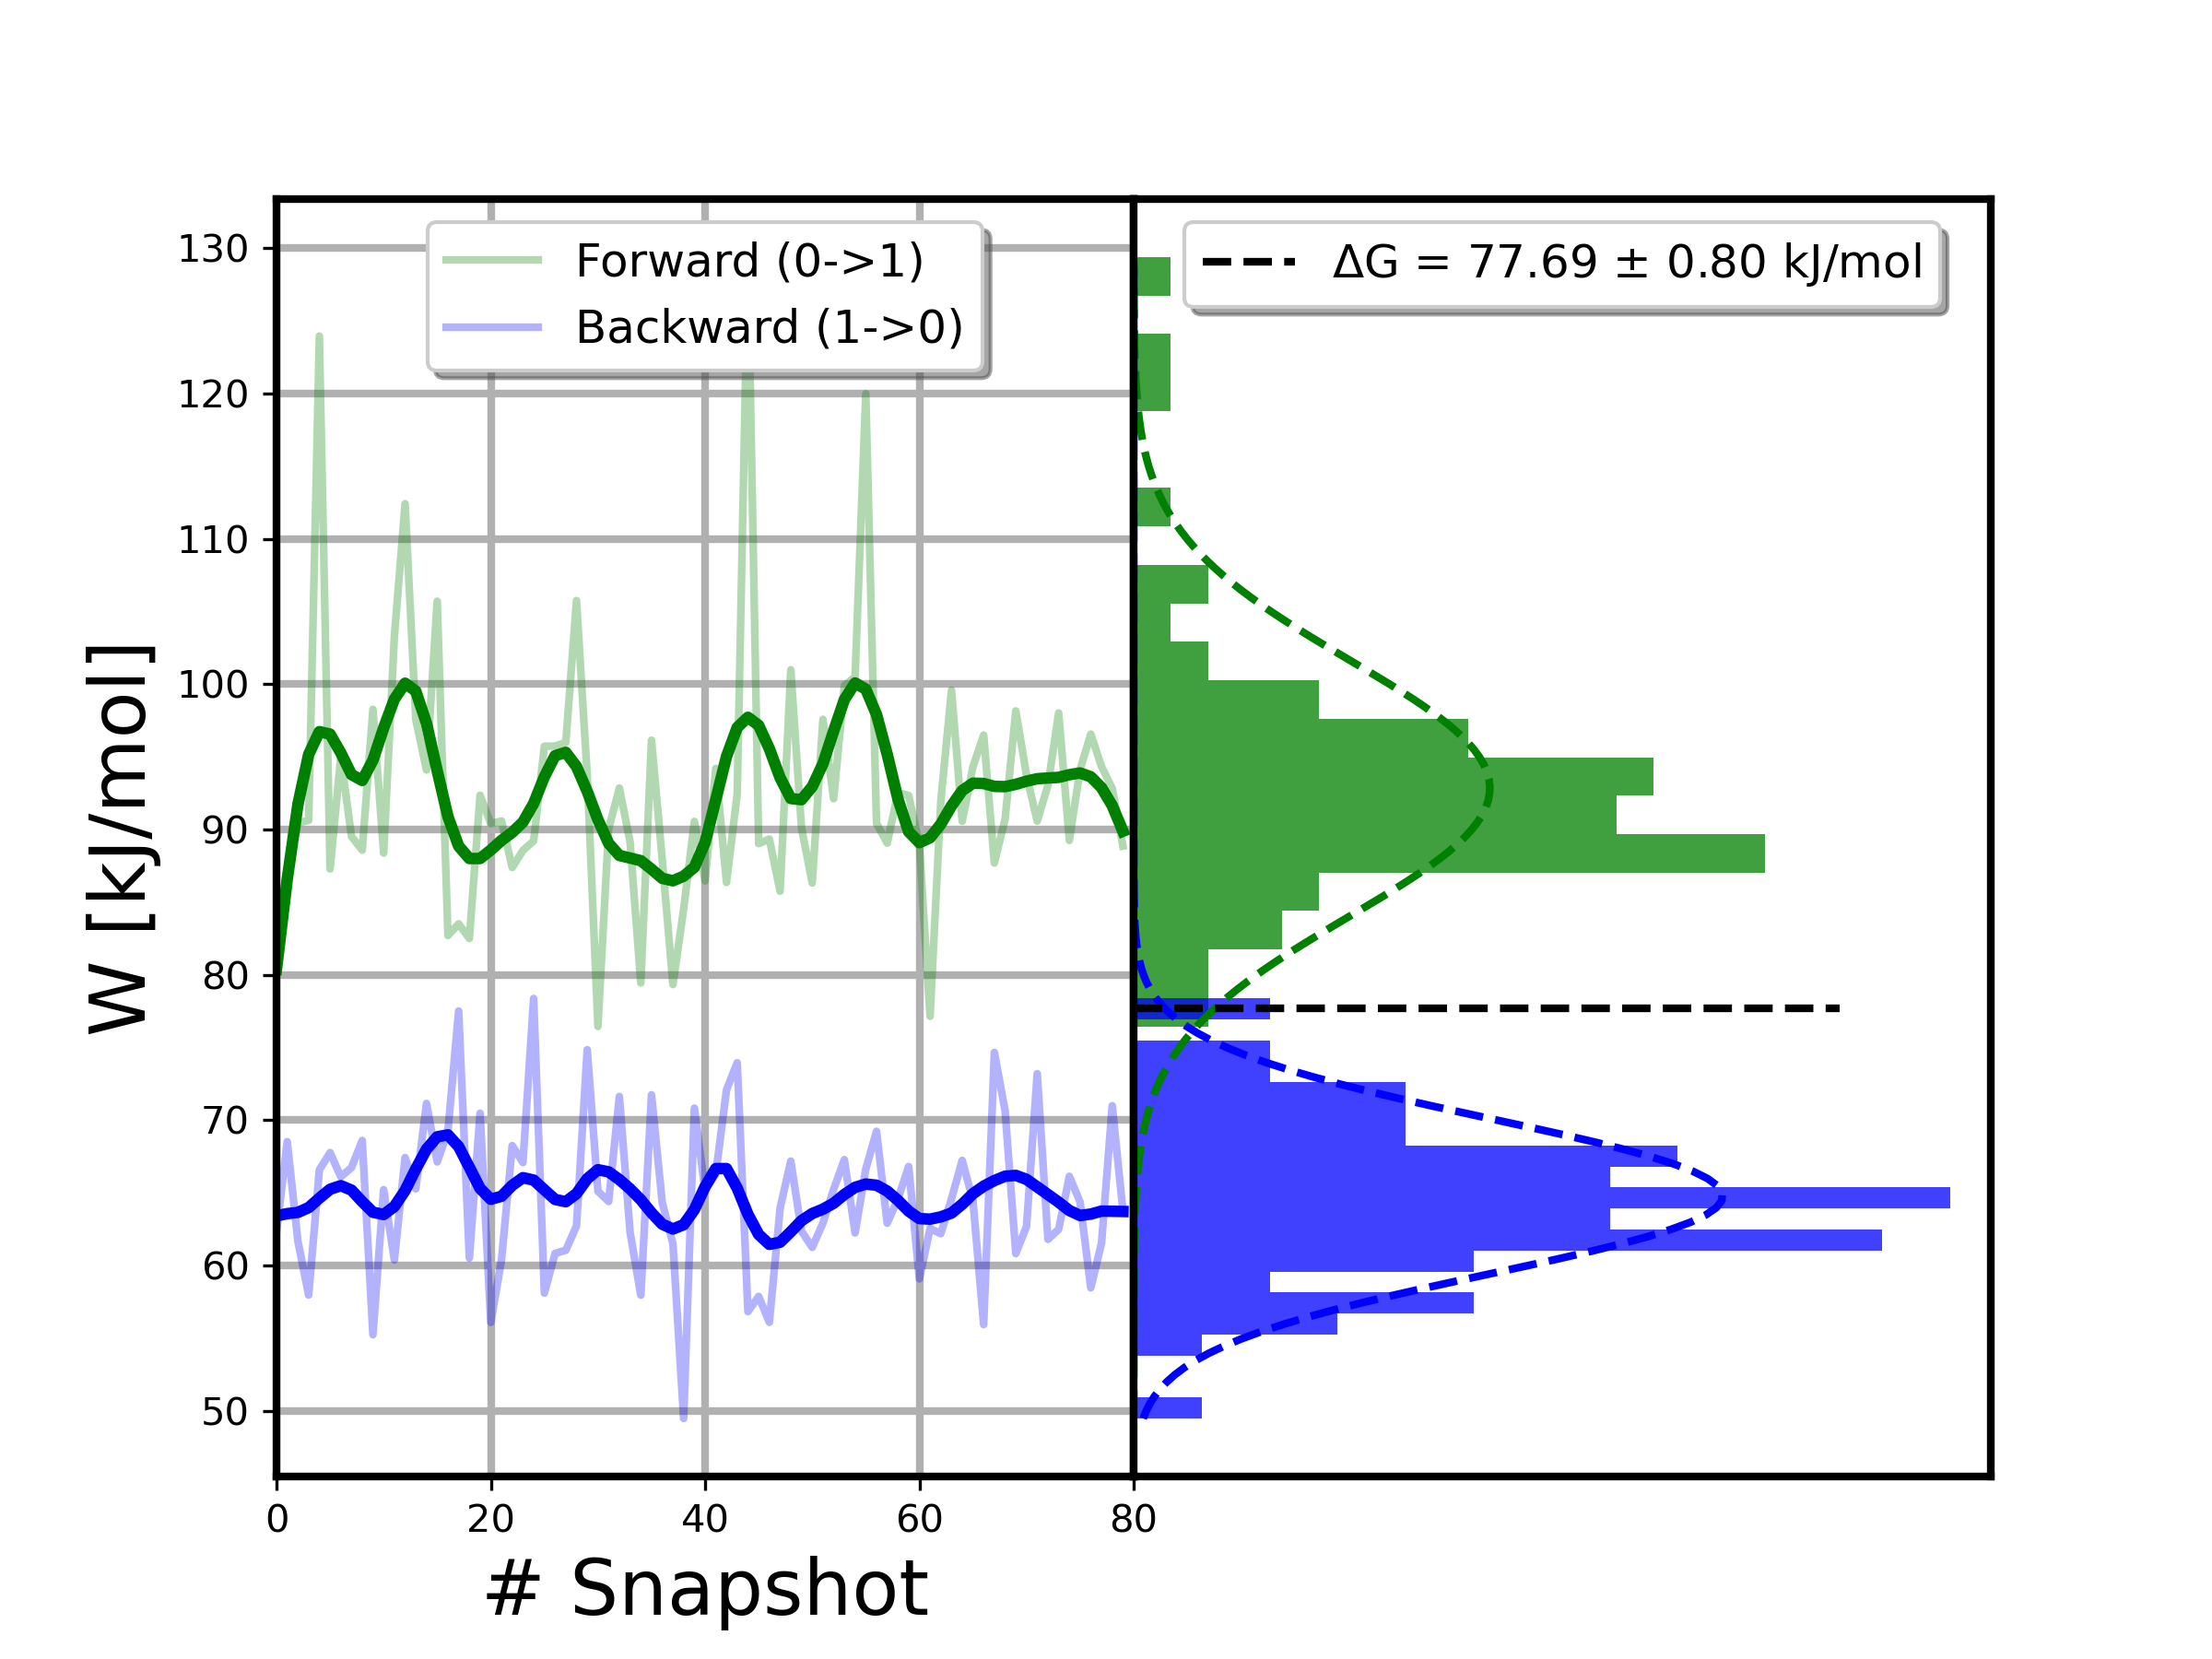 W [kJ/mol]
130
120
110
100
90
80
70
60
50
Forward (0->1)
Backward (1->0)
ΔG = 77.69 ± 0.80 kJ/mol
0 20 40 60 80
# Snapshot